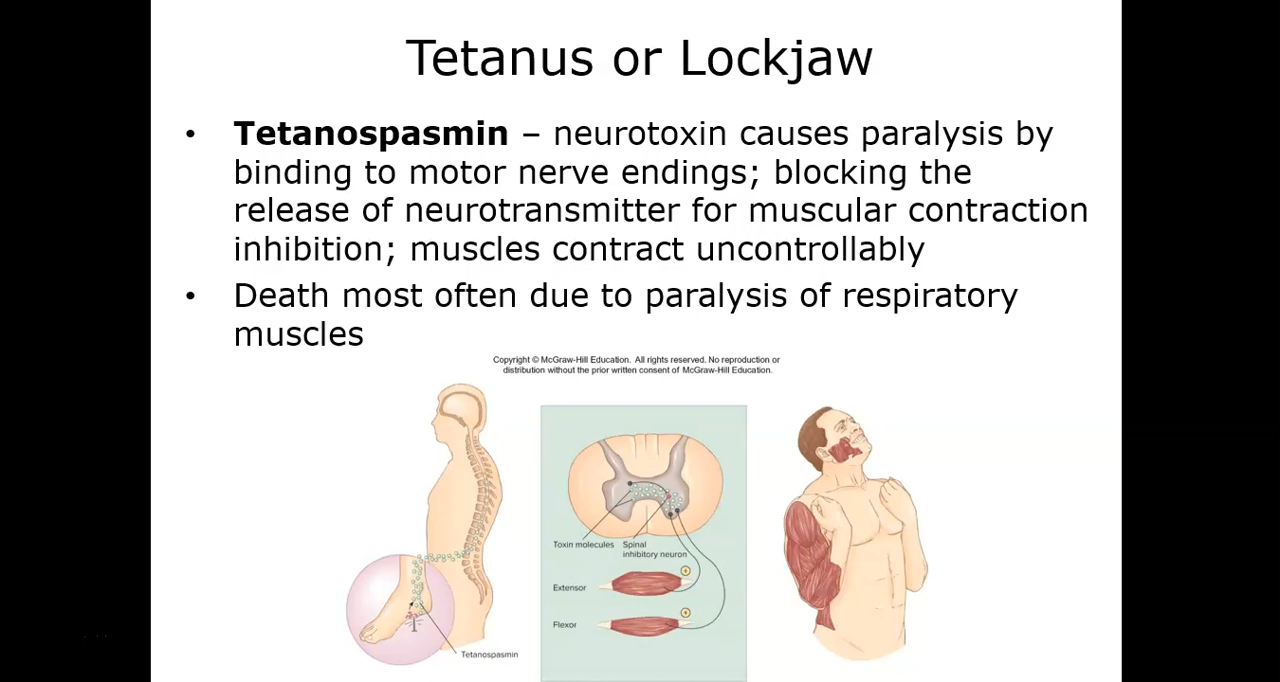 Tetanus or Lockjaw
• Tetanospasmin – neurotoxin causes paralysis by
binding to motor nerve endings; blocking the
release of neurotransmitter for muscular contraction
inhibition; muscles contract uncontrollably
• Death most often due to paralysis of respiratory
muscles
Copyright © McGraw-Hill Education. All rights reserved. No reproduction or
distribution without the prior written consent of McGraw-Hill Education.
Toxin molecules
Spinal
inhibitory neuron
+
Extensor
+
Flexor
Tetanospasmin